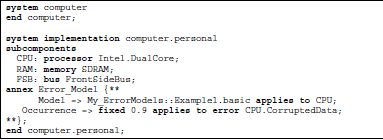 system computer
end computer;
system implementation computer.personal
subcomponents
CPU: processor Intel.DualCore;
RAM: memory SDRAM;
FSB: bus FrontSideBus;
annex Error_Model {**
Model => My_ErrorModels::Example1.basic applies to CPU;
Occurrence => fixed 0.9 applies to error CPU.CorruptedData;
**};
end computer.personal;